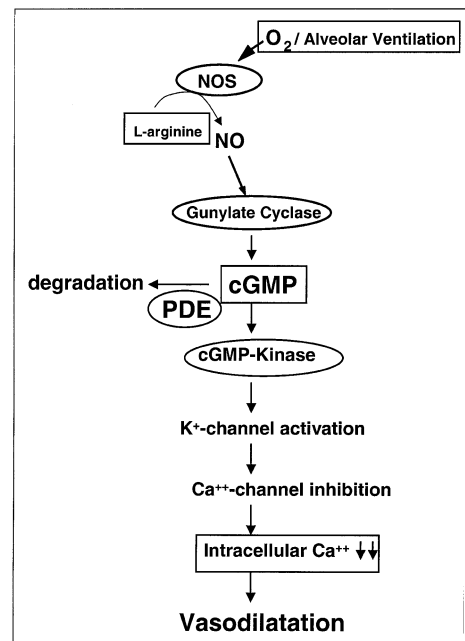 O2 / Alveolar Ventilation
NOS
L-arginine
NO
Gunylate Cyclase
degradation
cGMP
PDE
cGMP-Kinase
K+-channel activation
Ca++-channel inhibition
Intracellular Ca++ ↓↓
Vasodilatation